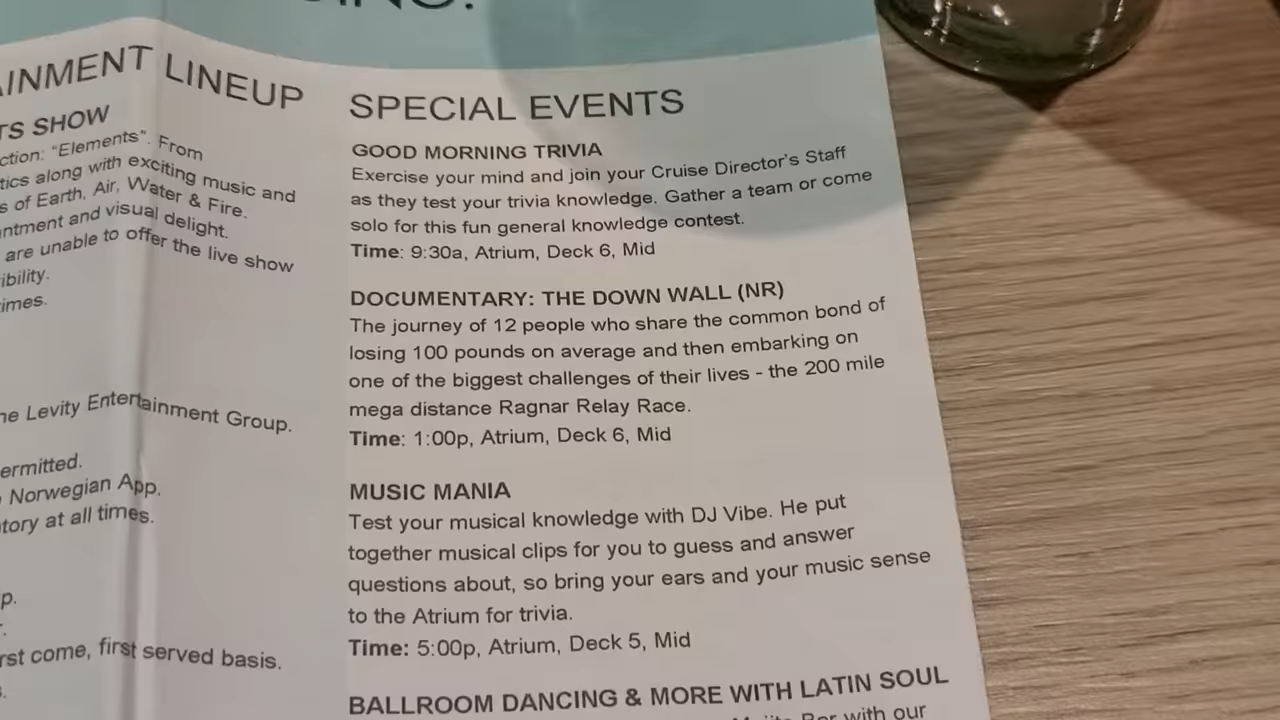 AINMENT LINEUP
TS SHOW
ction: "Elements". From
tics along with exciting music and
s of Earth, Air, Water & Fire.
ntment and visual delight.
are unable to offer the live show
ibility.
imes.
ne Levity Entertainment Group.
ermitted.
Norwegian App.
tory at all times.
p.
rst come, first served basis.
SPECIAL EVENTS
GOOD MORNING TRIVIA
Exercise your mind and join your Cruise Director's Staff
as they test your trivia knowledge. Gather a team or come
solo for this fun general knowledge contest.
Time: 9:30a, Atrium, Deck 6, Mid
DOCUMENTARY: THE DOWN WALL (NR)
The journey of 12 people who share the common bond of
losing 100 pounds on average and then embarking on
one of the biggest challenges of their lives - the 200 mile
mega distance Ragnar Relay Race.
Time: 1:00p, Atrium, Deck 6, Mid
MUSIC MANIA
Test your musical knowledge with DJ Vibe. He put
together musical clips for you to guess and answer
questions about, so bring your ears and your music sense
to the Atrium for trivia.
Time: 5:00p, Atrium, Deck 5, Mid
BALLROOM DANCING & MORE WITH LATIN SOUL
Bar with our